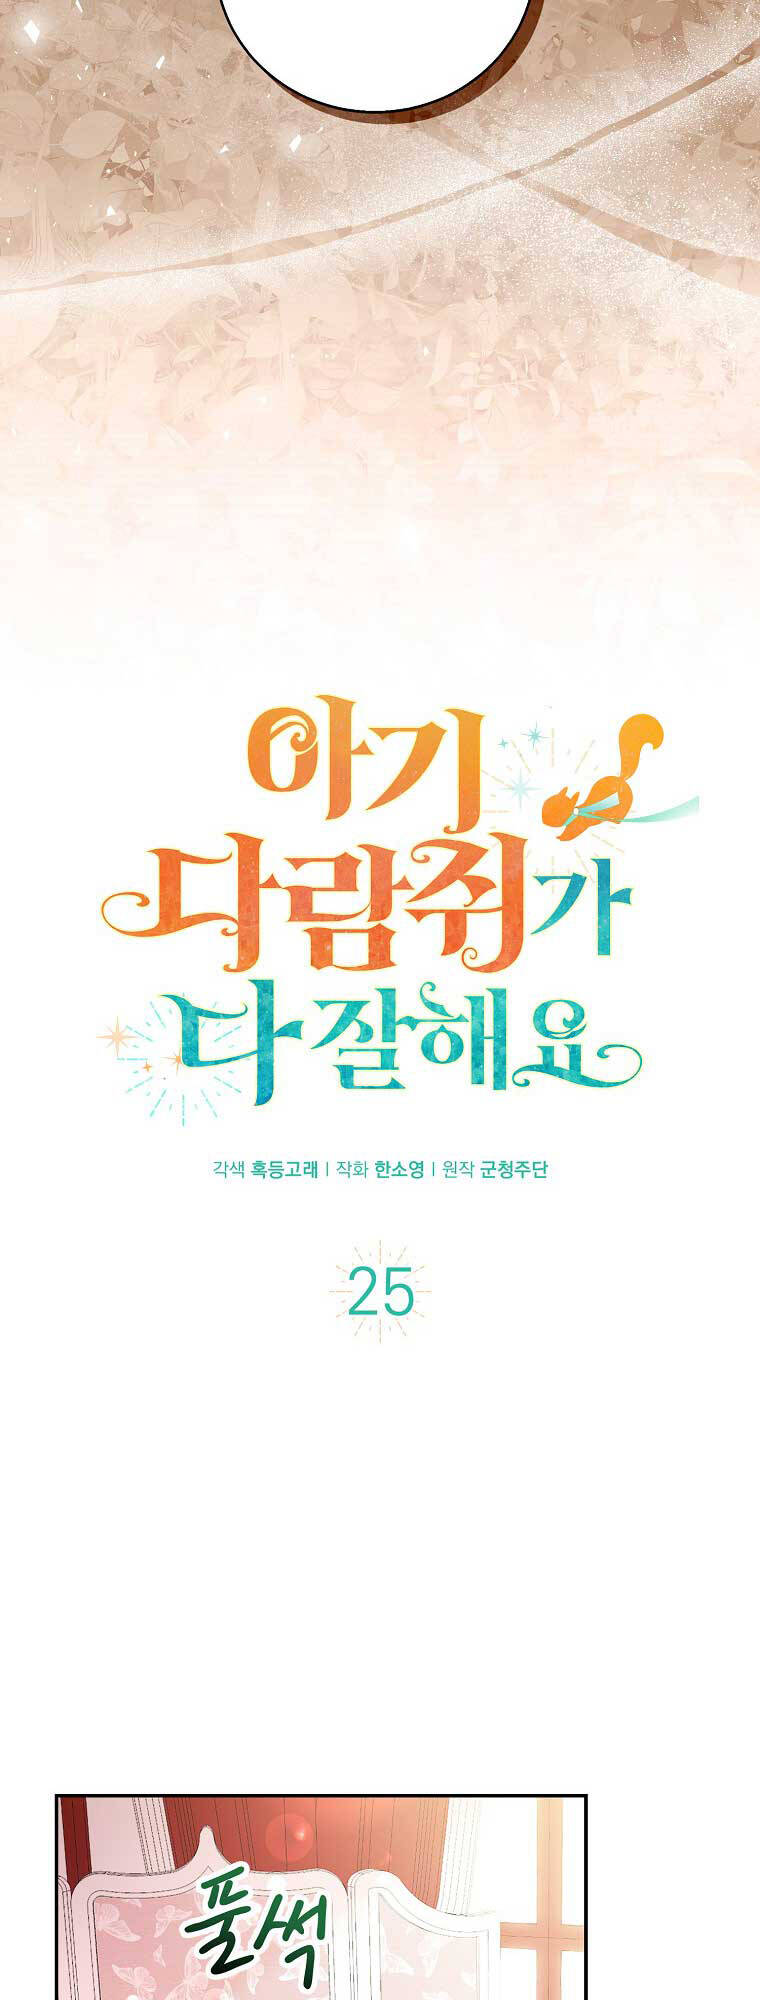 아기
다람쥐가
다 잘해요
각색 혹등고래 | 작화 한소영 | 원작 군청주단
25
풀썩